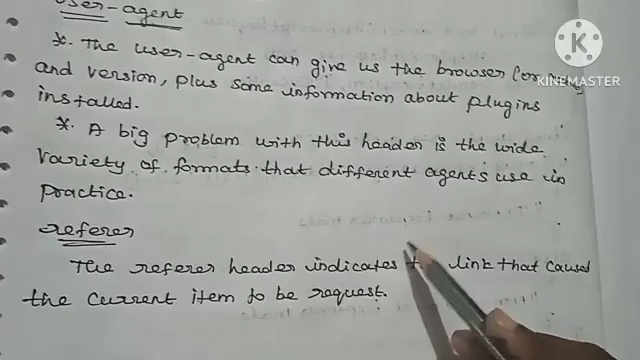 user-agent
*. The user-agent can give us the browser
and version, plus some information about plugins
installed.
*. A big problem with this header is the wide
variety of formats that different agents use in
practice.
referer
The referer header indicates link that caused
the current item to be request.
K
KINEMASTER